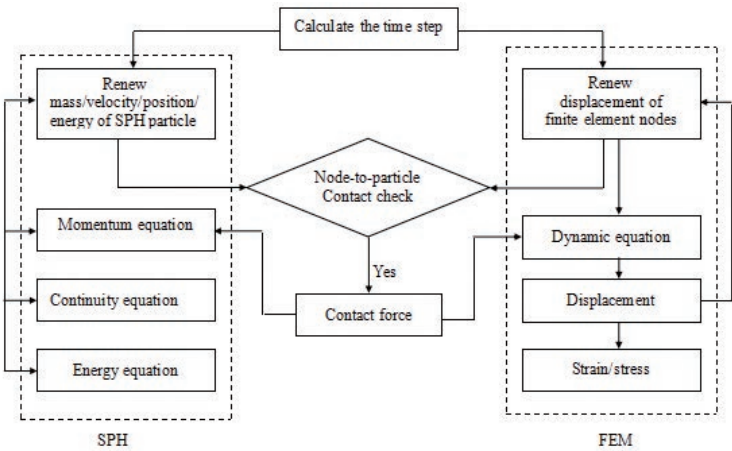 Calculate the time step
Renew
mass/velocity/position/
energy of SPH particle
Renew
displacement of
finite element nodes
Node-to-particle
Contact check
Momentum equation
Dynamic equation
Yes
Continuity equation
Contact force
Displacement
Energy equation
Strain/stress
SPH
FEM